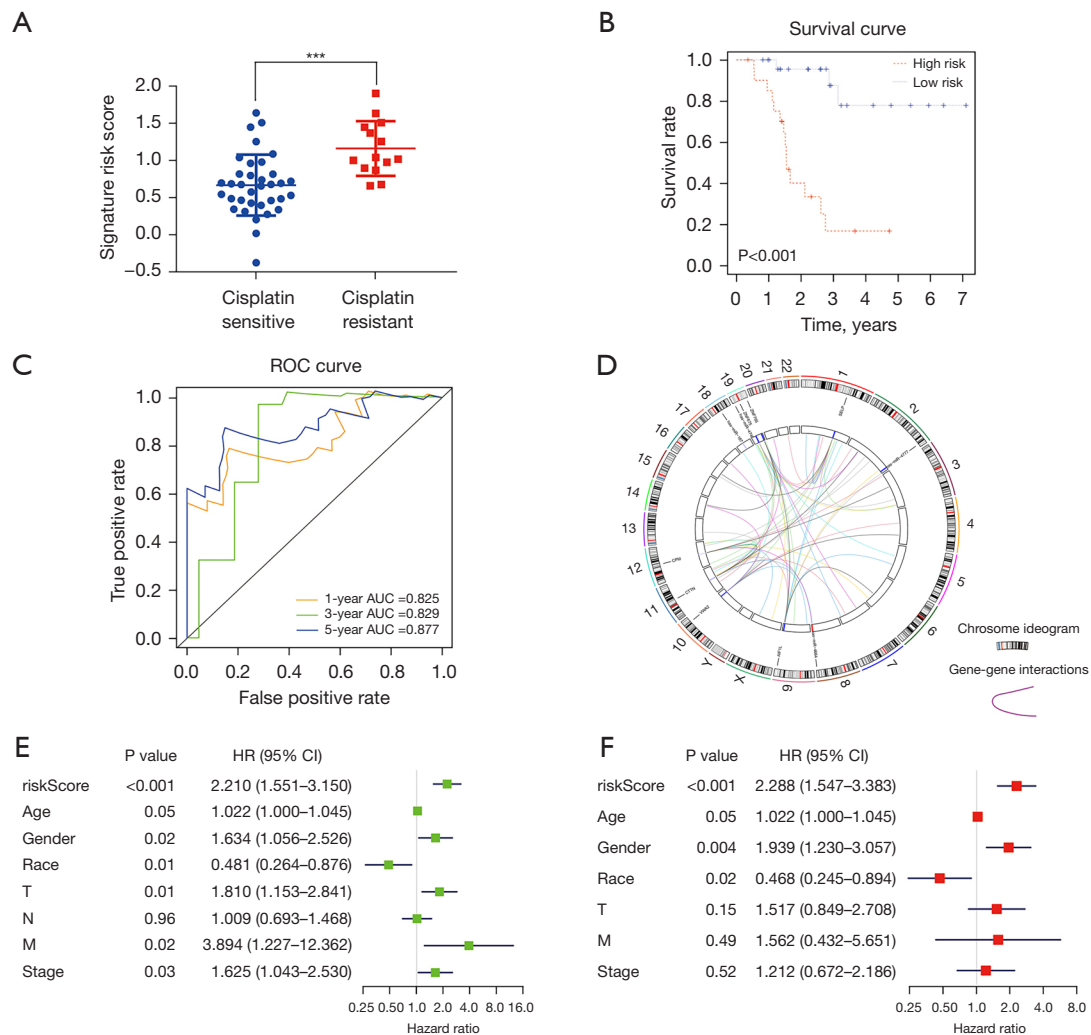 A
***
Signature risk score
2.0
1.5
1.0
0.5
0.0
−0.5
Cisplatin sensitive
Cisplatin resistant
B
Survival curve
Survival rate
1.0
0.8
0.6
0.4
0.2
0.0
High risk
Low risk
P<0.001
0 1 2 3 4 5 6 7
Time, years
C
ROC curve
True positive rate
1.0
0.8
0.6
0.4
0.2
0.0
1-year AUC =0.825
3-year AUC =0.829
5-year AUC =0.877
0.0 0.2 0.4 0.6 0.8 1.0
False positive rate
D
1
2
3
4
5
6
7
8
9
X
Y
10
11
12
13
14
15
16
17
18
19
20
21
22
SELP
CPM
CTTN
Chrosome ideogram
Gene-gene interactions
E
P value HR (95% CI)
riskScore <0.001 2.210 (1.551–3.150)
Age 0.05 1.022 (1.000–1.045)
Gender 0.02 1.634 (1.056–2.526)
Race 0.01 0.481 (0.264–0.876)
T 0.01 1.810 (1.153–2.841)
N 0.96 1.009 (0.693–1.468)
M 0.02 3.894 (1.227–12.362)
Stage 0.03 1.625 (1.043–2.530)
0.25 0.50 1.0 2.0 4.0 8.0 16.0
Hazard ratio
F
P value HR (95% CI)
riskScore <0.001 2.288 (1.547–3.383)
Age 0.05 1.022 (1.000–1.045)
Gender 0.004 1.939 (1.230–3.057)
Race 0.02 0.468 (0.245–0.894)
T 0.15 1.517 (0.849–2.708)
M 0.49 1.562 (0.432–5.651)
Stage 0.52 1.212 (0.672–2.186)
0.25 0.50 1.0 2.0 4.0 8.0
Hazard ratio